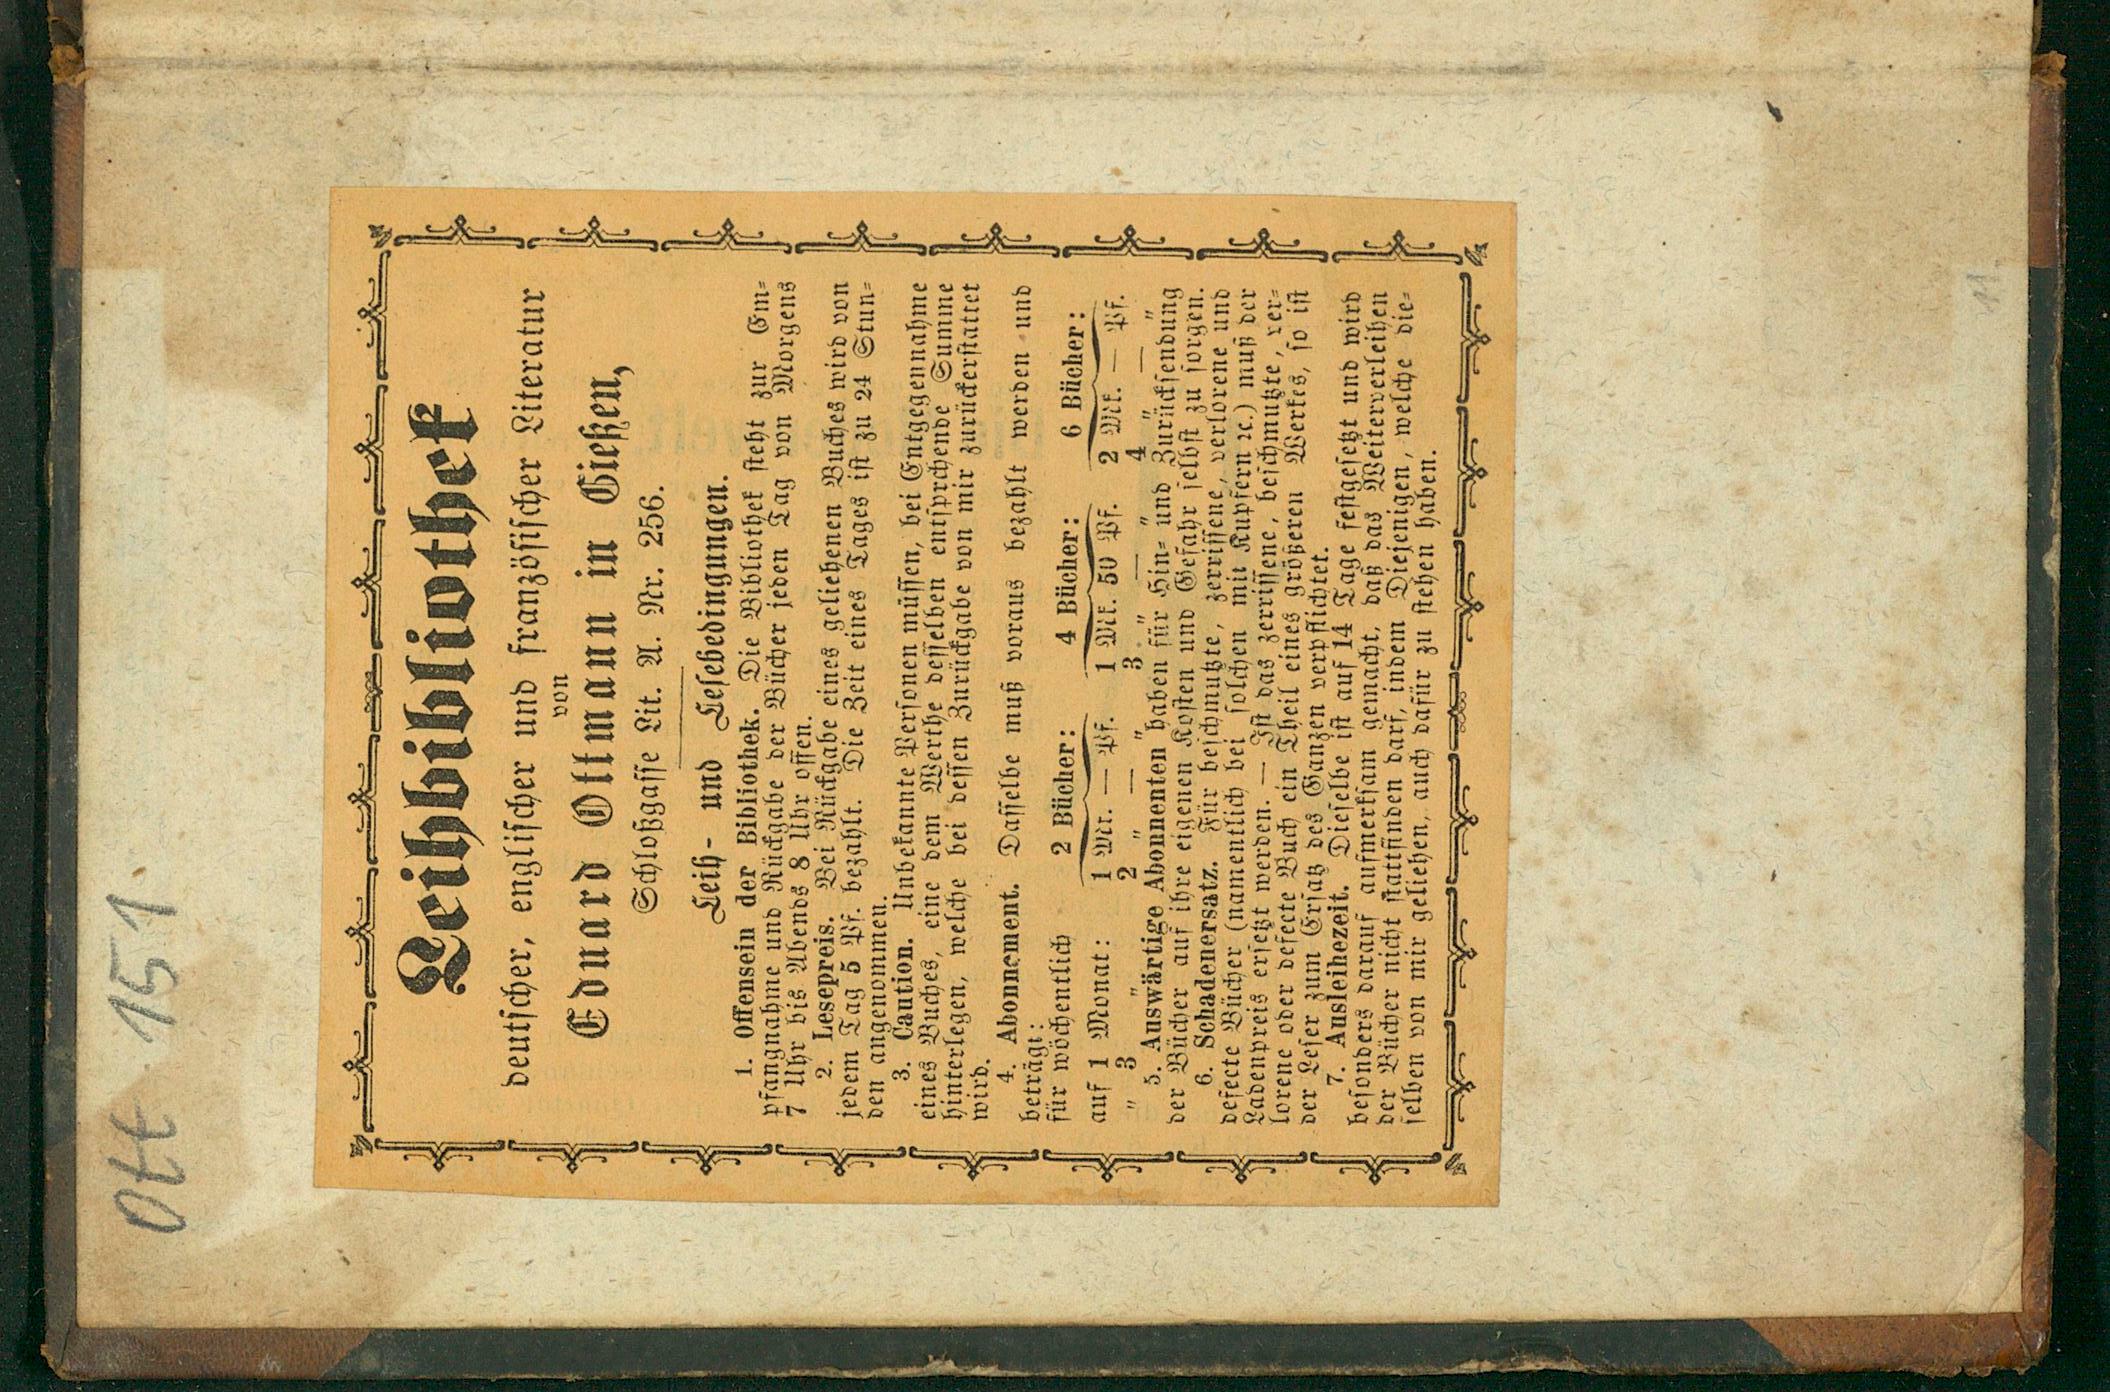 Ott 151
Leihbibliothek
deutscher, englischer und französischer Literatur
von
Eduard Ottmann in Gießen,
Schloßgasse Lit. A. Nr. 256.
Leih- und Lesebedingungen.
1. Offensein der Bibliothek. Die Bibliothek steht zur Em-
pfangnahme und Rückgabe der Bücher jeden Tag von Morgens
7 Uhr bis Abends 8 Uhr offen.
2. Lesepreis. Bei Rückgabe eines geliehenen Buches wird von
jedem Tag 5 Pf. bezahlt. Die Zeit eines Tages ist zu 24 Stun-
den angenommen.
3. Caution. Unbekannte Personen müssen, bei Entgegennahme
eines Buches, eine dem Werthe desselben entsprchende Summe
hinterlegen, welche bei dessen Zurückgabe von mir zurückerstattet
wird.
4. Abonnement. Dasselbe muß voraus bezahlt werden und
beträgt:
für wöchentlich 2 Bücher: 4 Bücher: 6 Bücher:
auf 1 Monat: 1 Mk. — Pf. 1 Mk. 50 Pf. 2 Mk. — Pf.
" 3 " 2 " — " 3 " — " 4 " — "
5. Auswärtige Abonnenten haben für Hin- und Zurücksendung
der Bücher auf ihre eigenen Kosten und Gefahr selbst zu sorgen.
6. Schadenersatz. Für beschmutzte, zerrissene, verlorene und
defecte Bücher (namentlich bei solchen mit Kupfern ꝛc.) muß der
Ladenpreis ersetzt werden. — Ist das zerrissene, beschmutzte, ver-
lorene oder defecte Buch ein Theil eines größeren Werkes, so ist
der Leser zum Ersatz des Ganzen verpflichtet.
7. Ausleihezeit. Dieselbe ist auf 14 Tage festgesetzt und wird
besonders darauf aufmerksam gemacht, daß das Weiterverleihen
der Bücher nicht stattfinden darf, indem Diejenigen, welche die-
selben von mir geliehen, auch dafür zu stehen haben.
11